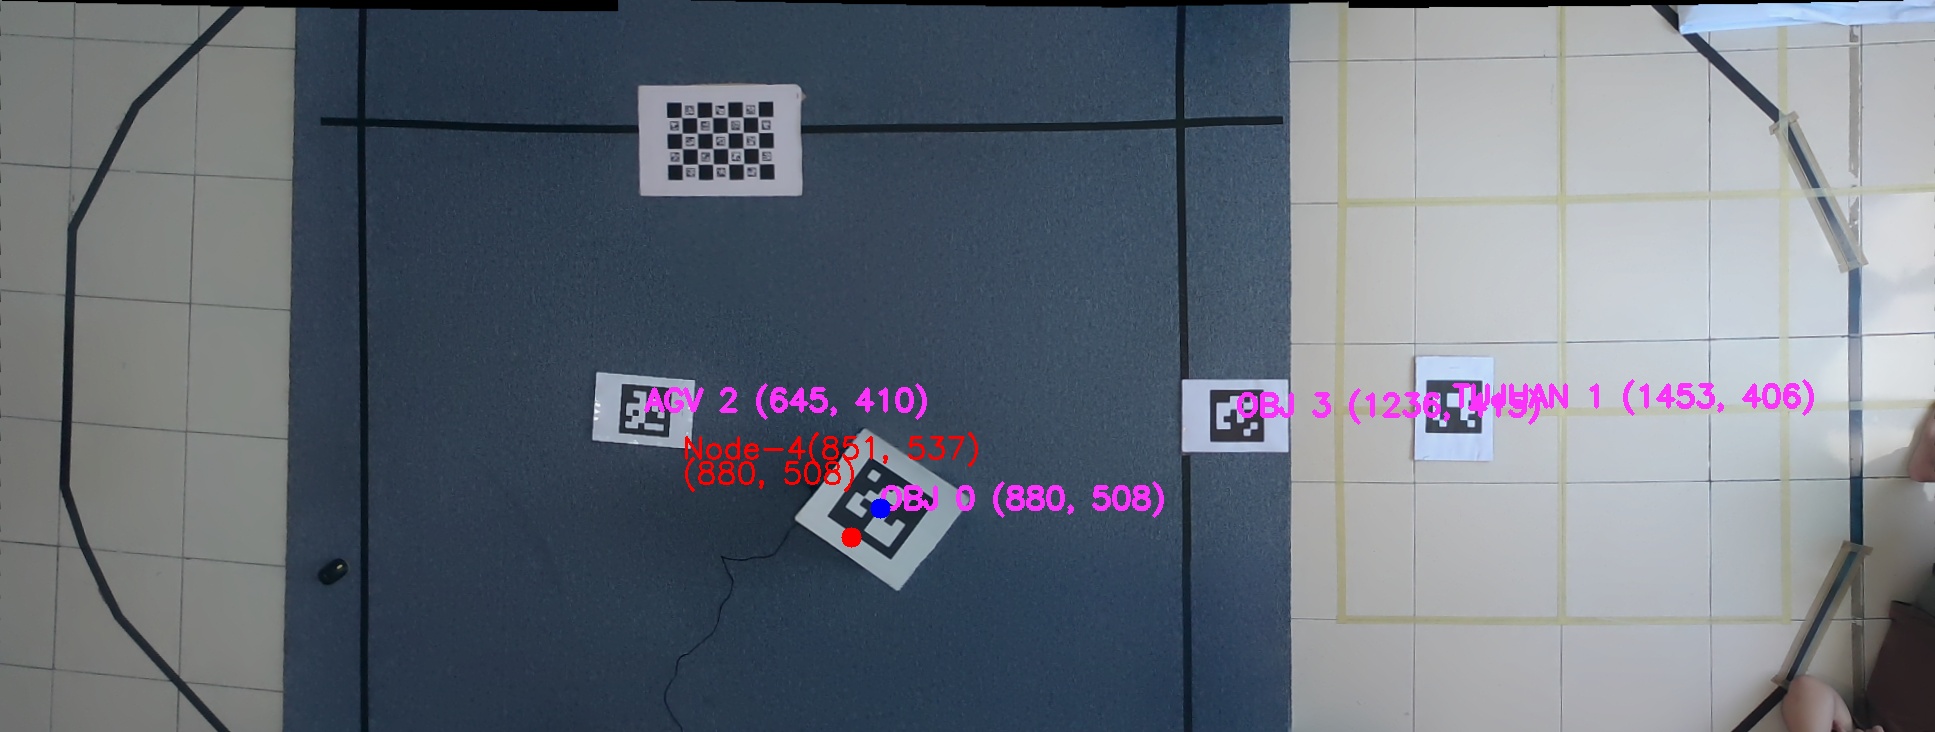 AGV 2 (645, 410)
OBJ 3 (1236, 415)
TUJUAN 1 (1453, 406)
Node-4(851, 537)
(880, 508)
OBJ 0 (880, 508)